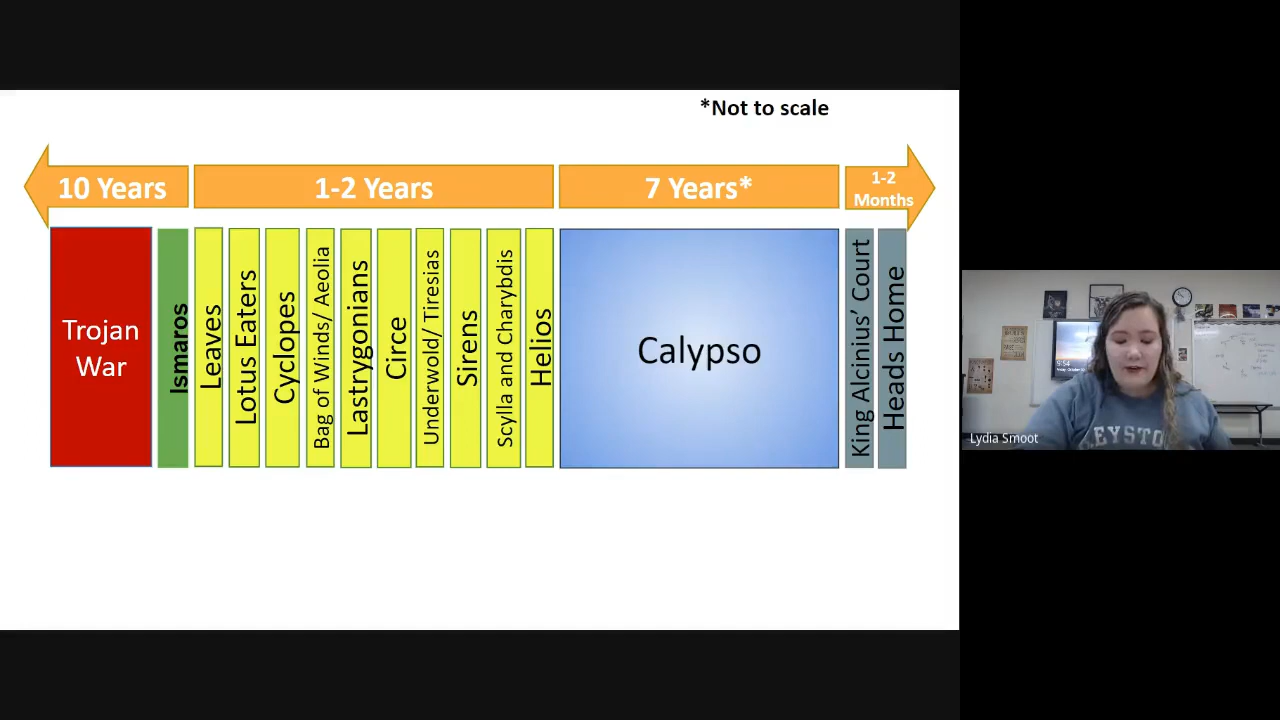 *Not to scale
10 Years
1-2 Years
7 Years*
1-2
Months
Trojan
War
Ismaros
Leaves
Lotus Eaters
Cyclopes
Bag of Winds/ Aeolia
Lastrygonians
Circe
Underwold/ Tiresias
Sirens
Scylla and Charybdis
Helios
Calypso
King Alcinius’ Court
Heads Home
9:54
Lydia Smoot